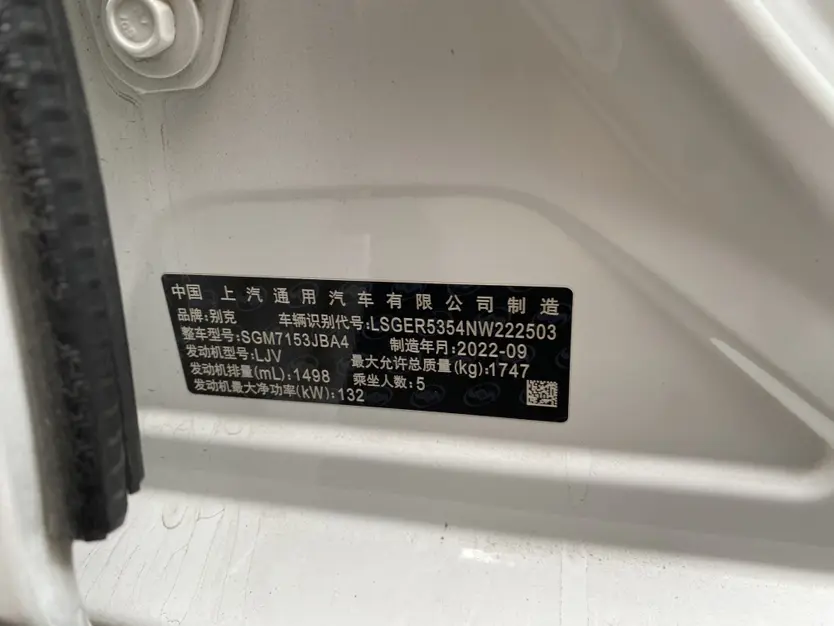 中国 上汽通用汽车有限公司制造
品牌:别克 车辆识别代号:LSGER5354NW222503
整车型号:SGM7153JBA4 制造年月:2022-09
发动机型号:LJV 最大允许总质量(kg):1747
发动机排量(mL):1498 乘坐人数:5
发动机最大净功率(kW):132